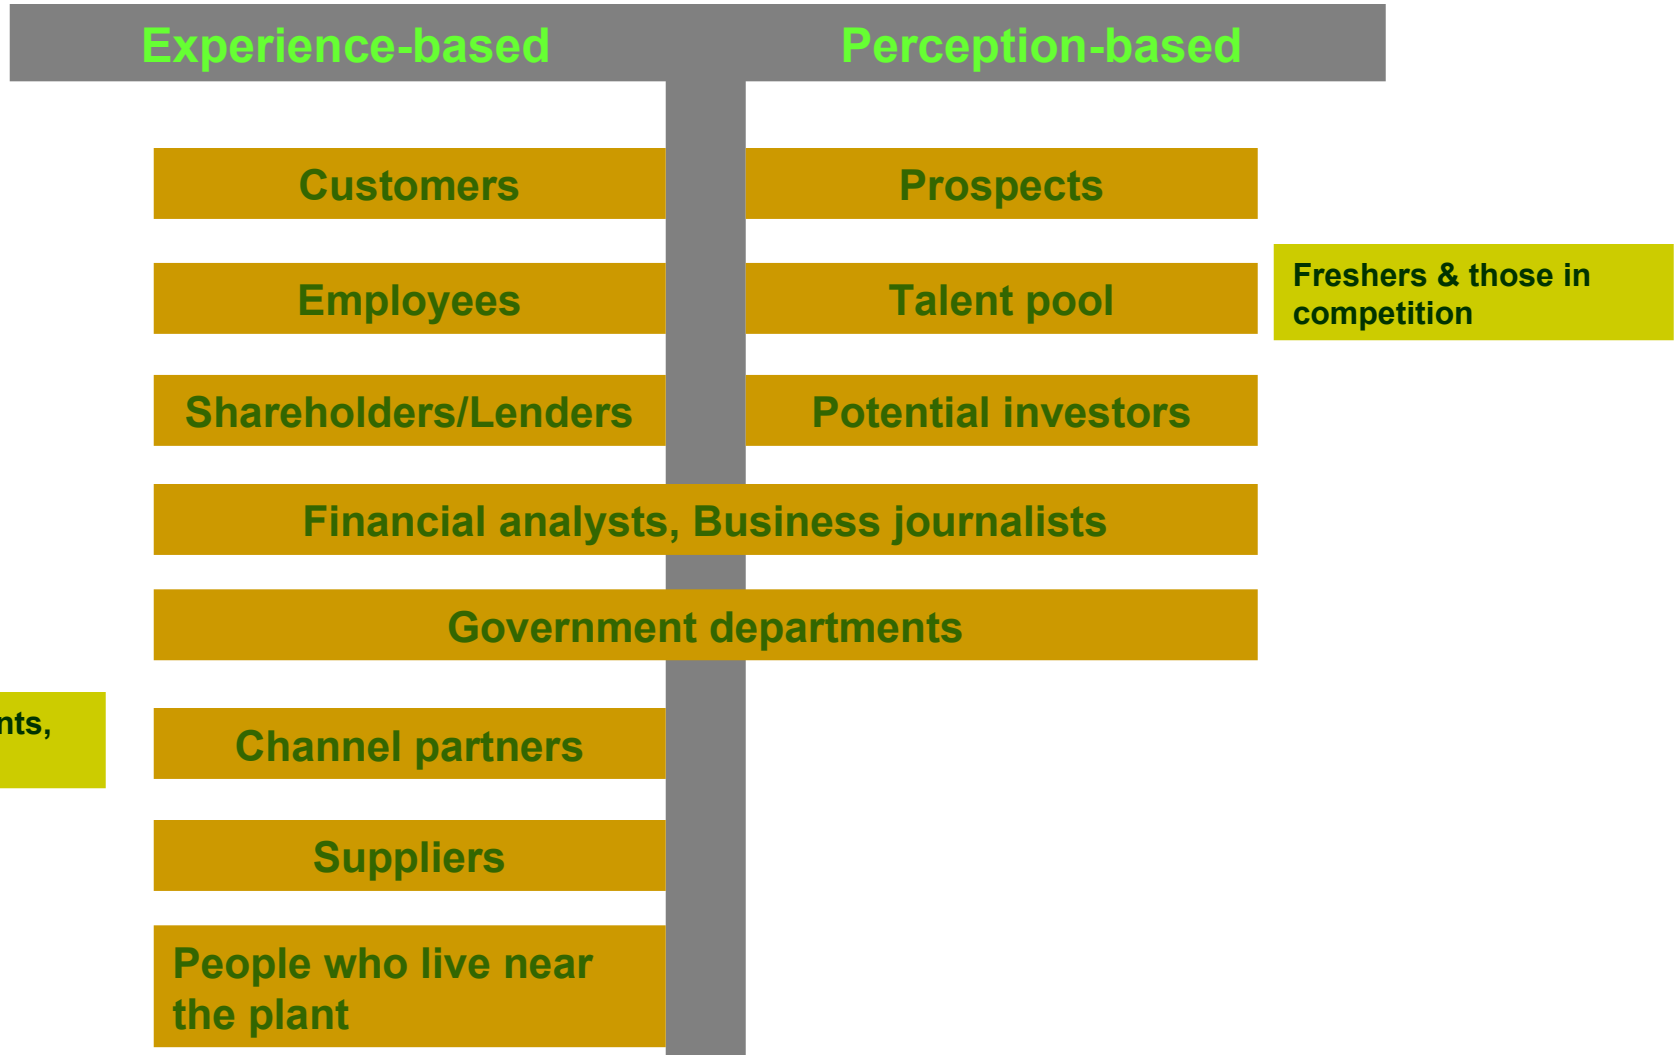 Experience-based
Perception-based
Customers
Prospects
Employees
Talent pool
Freshers & those in
competition
Shareholders/Lenders
Potential investors
Financial analysts, Business journalists
Government departments
Channel partners
Suppliers
People who live near
the plant